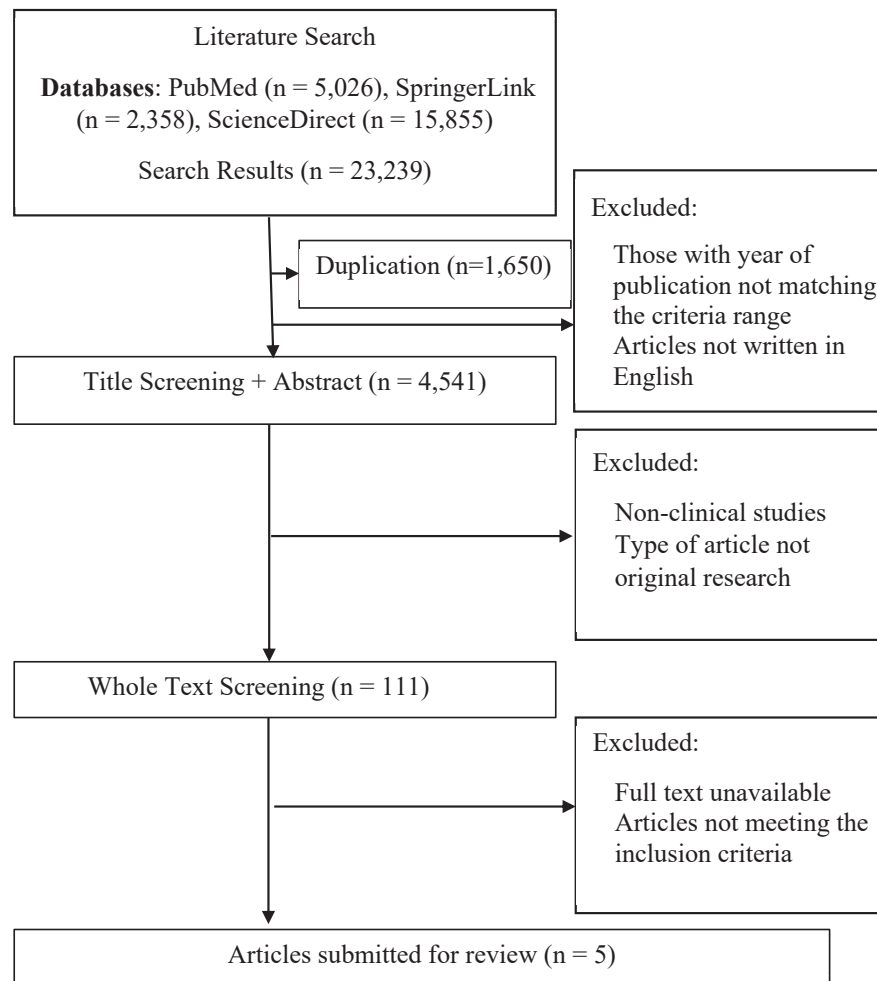 Literature Search
Databases: PubMed (n = 5,026), SpringerLink
(n = 2,358), ScienceDirect (n = 15,855)
Search Results (n = 23,239)
Excluded:
Those with year of
publication not matching
the criteria range
Articles not written in
English
Duplication (n=1,650)
Title Screening + Abstract (n = 4,541)
Excluded:
Non-clinical studies
Type of article not
original research
Whole Text Screening (n = 111)
Excluded:
Full text unavailable
Articles not meeting the
inclusion criteria
Articles submitted for review (n = 5)